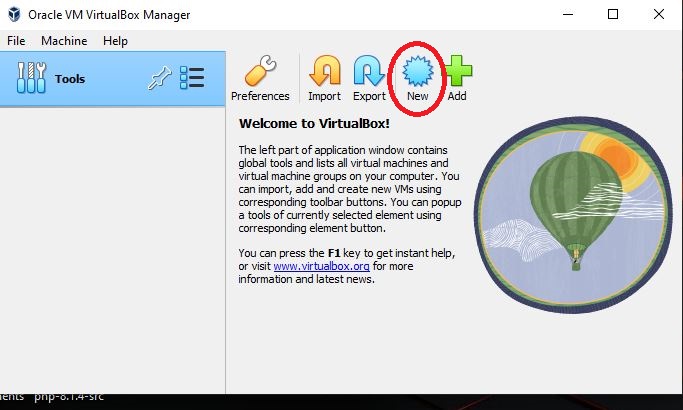 Oracle VM VirtualBox Manager
File Machine Help
Tools
Preferences Import Export New Add
Welcome to VirtualBox!
The left part of application window contains
global tools and lists all virtual machines and
virtual machine groups on your computer. You
can import, add and create new VMs using
corresponding toolbar buttons. You can popup
a tools of currently selected element using
corresponding element button.
You can press the F1 key to get instant help,
or visit www.virtualbox.org for more
information and latest news.
php-8.1.4-src